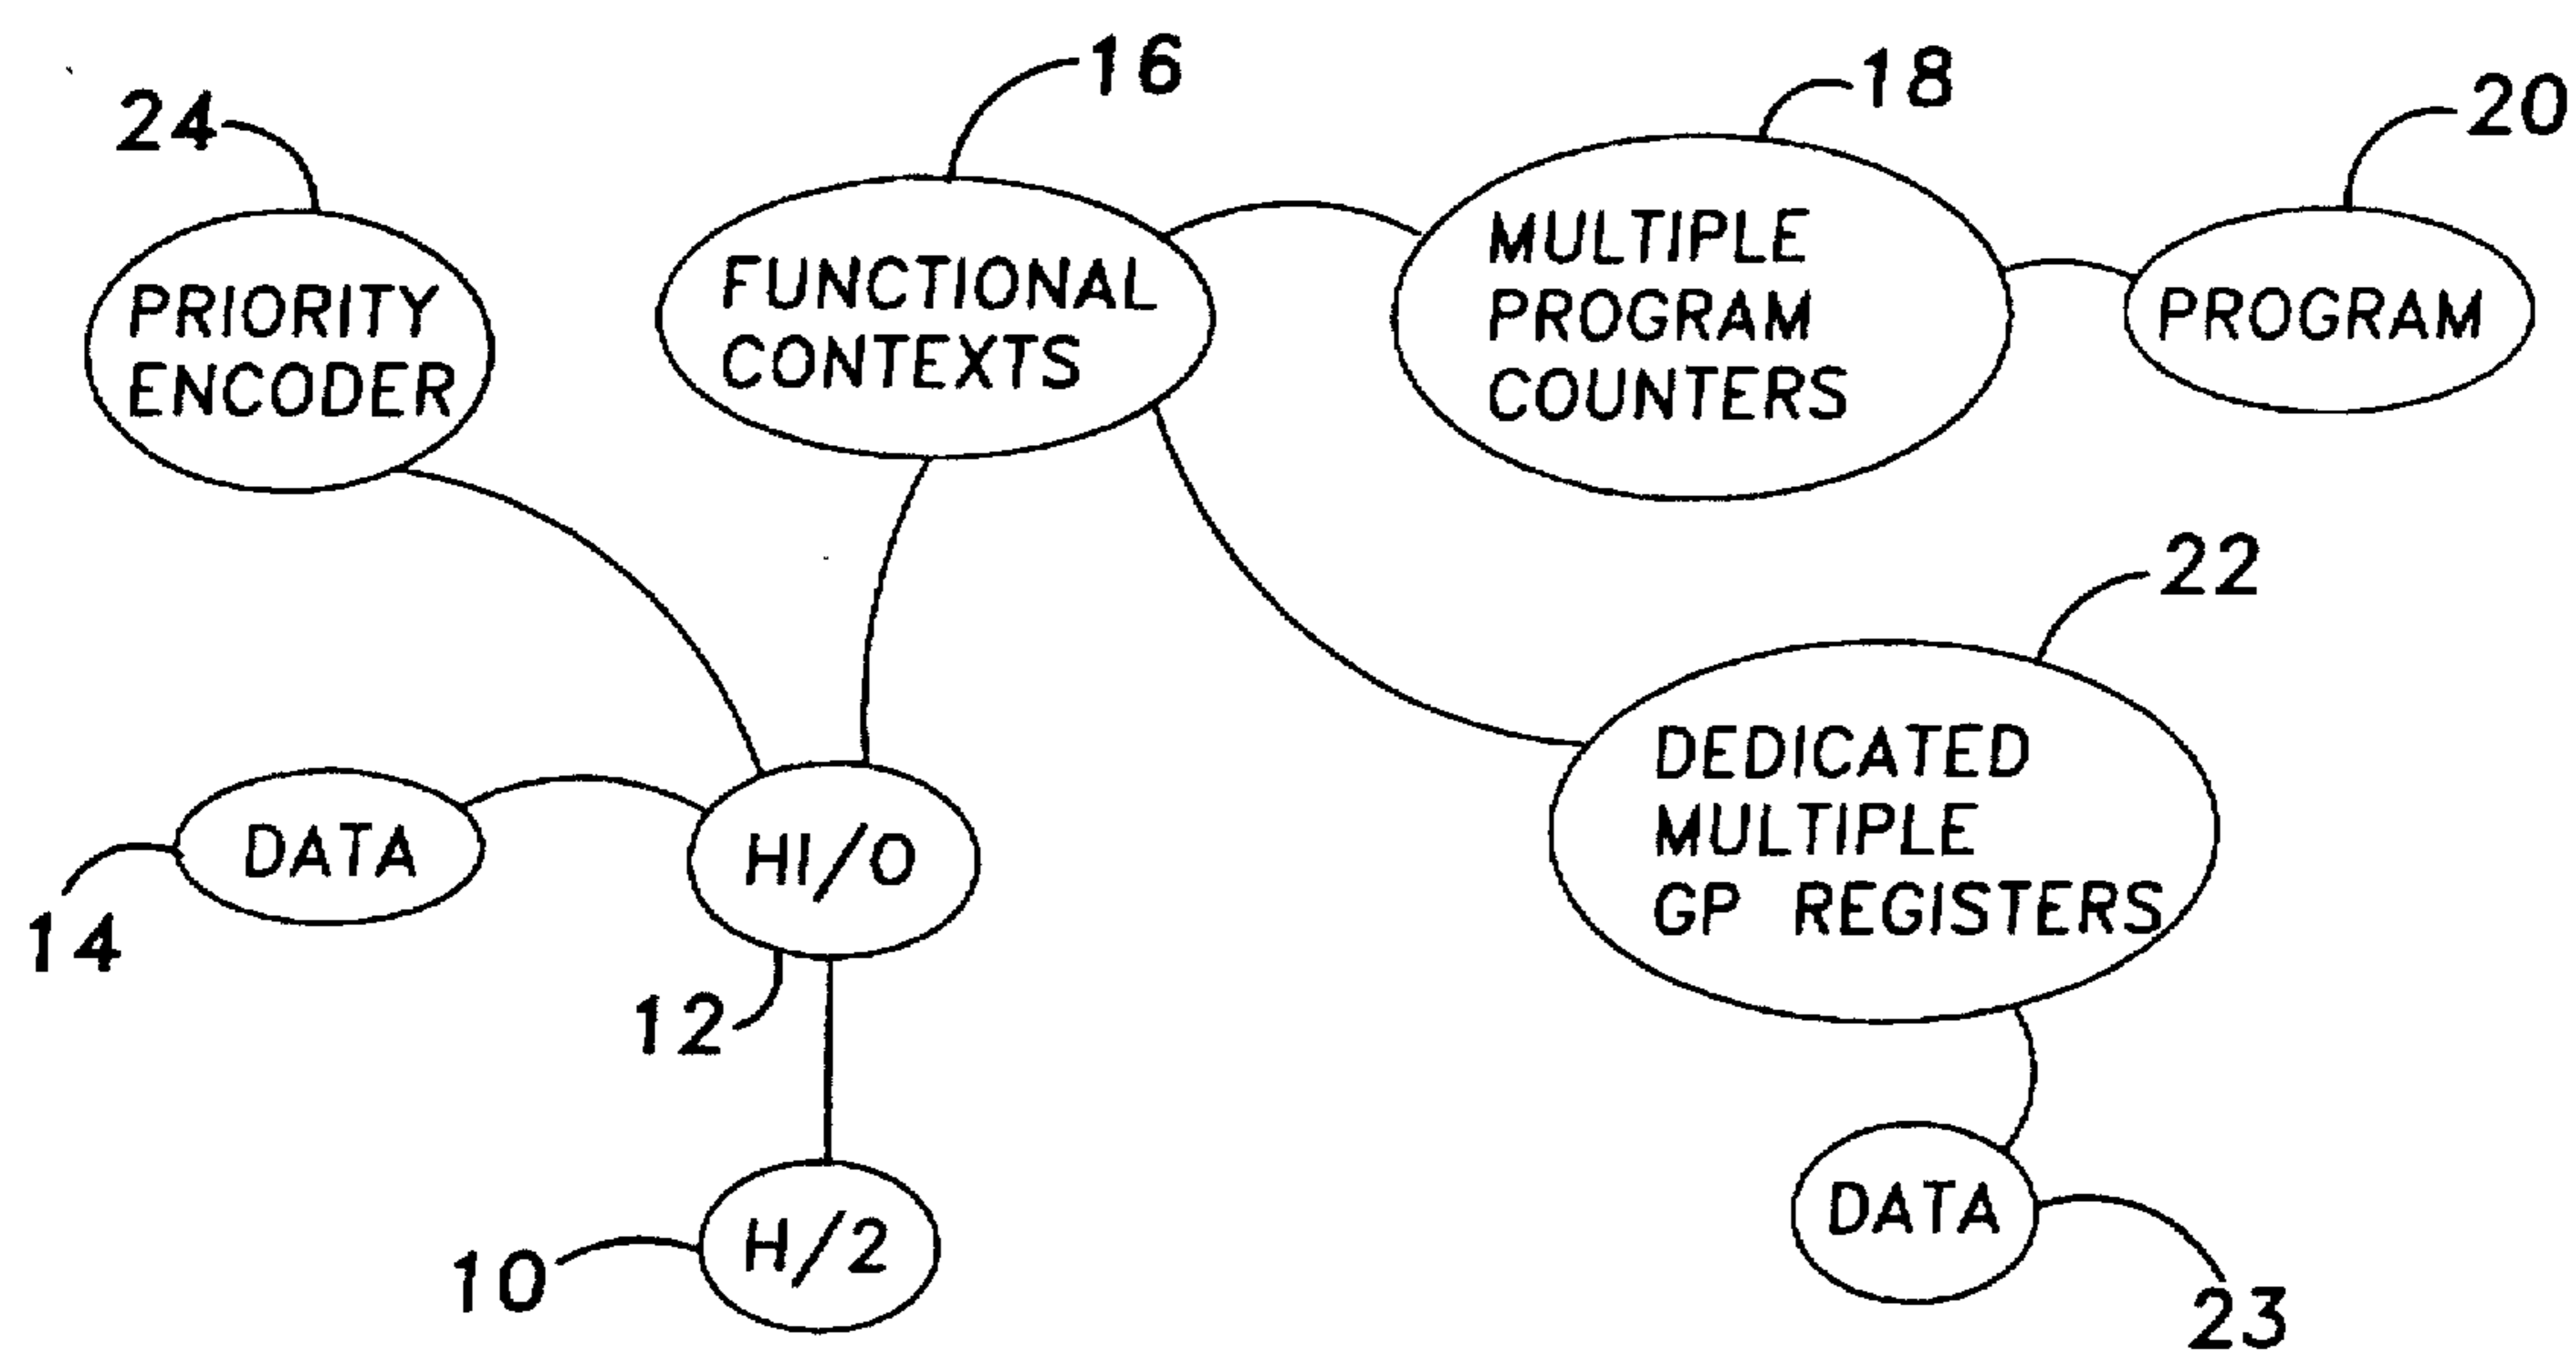 16
18
20
24
FUNCTIONAL
CONTEXTS
MULTIPLE
PROGRAM
COUNTERS
PROGRAM
PRIORITY
ENCODER
22
DEDICATED
MULTIPLE
GP REGISTERS
DATA
HI/O
14
12
H/2
10
DATA
23